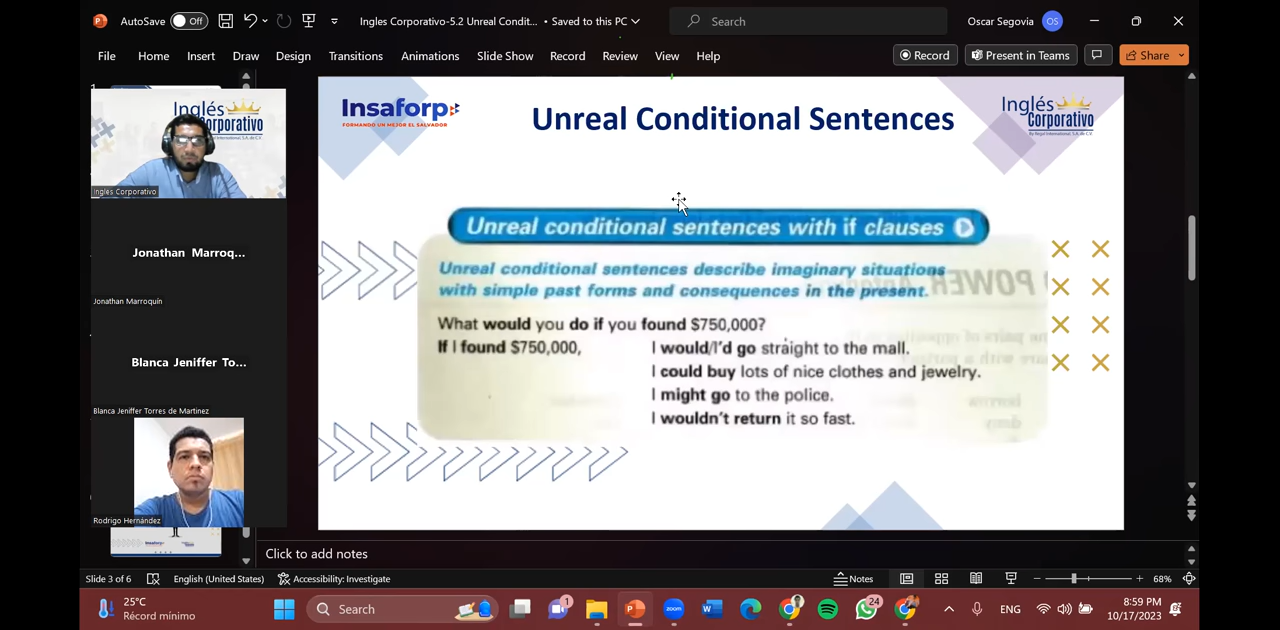 AutoSave Off Ingles Corporativo-5.2 Unreal Condit... • Saved to this PC Search Oscar Segovia OS
File Home Insert Draw Design Transitions Animations Slide Show Record Review View Help Record Present in Teams Share
Inglés Corporativo
Ingles Corporativo
Jonathan Marroq...
Jonathan Marroquín
Blanca Jeniffer To...
Blanca Jeniffer Torres de Martinez
Rodrigo Hernández
Insaforp
FORMANDO UN MEJOR EL SALVADOR
Unreal Conditional Sentences
Inglés
Corporativo
Unreal conditional sentences with if clauses
Unreal conditional sentences describe imaginary situations
with simple past forms and consequences in the present.
What would you do if you found $750,000?
If I found $750,000, I would/I'd go straight to the mall.
I could buy lots of nice clothes and jewelry.
I might go to the police.
I wouldn't return it so fast.
Click to add notes
Slide 3 of 6 English (United States) Accessibility: Investigate Notes 68%
25°C
Récord mínimo
Search
1
24
ENG
8:59 PM
10/17/2023